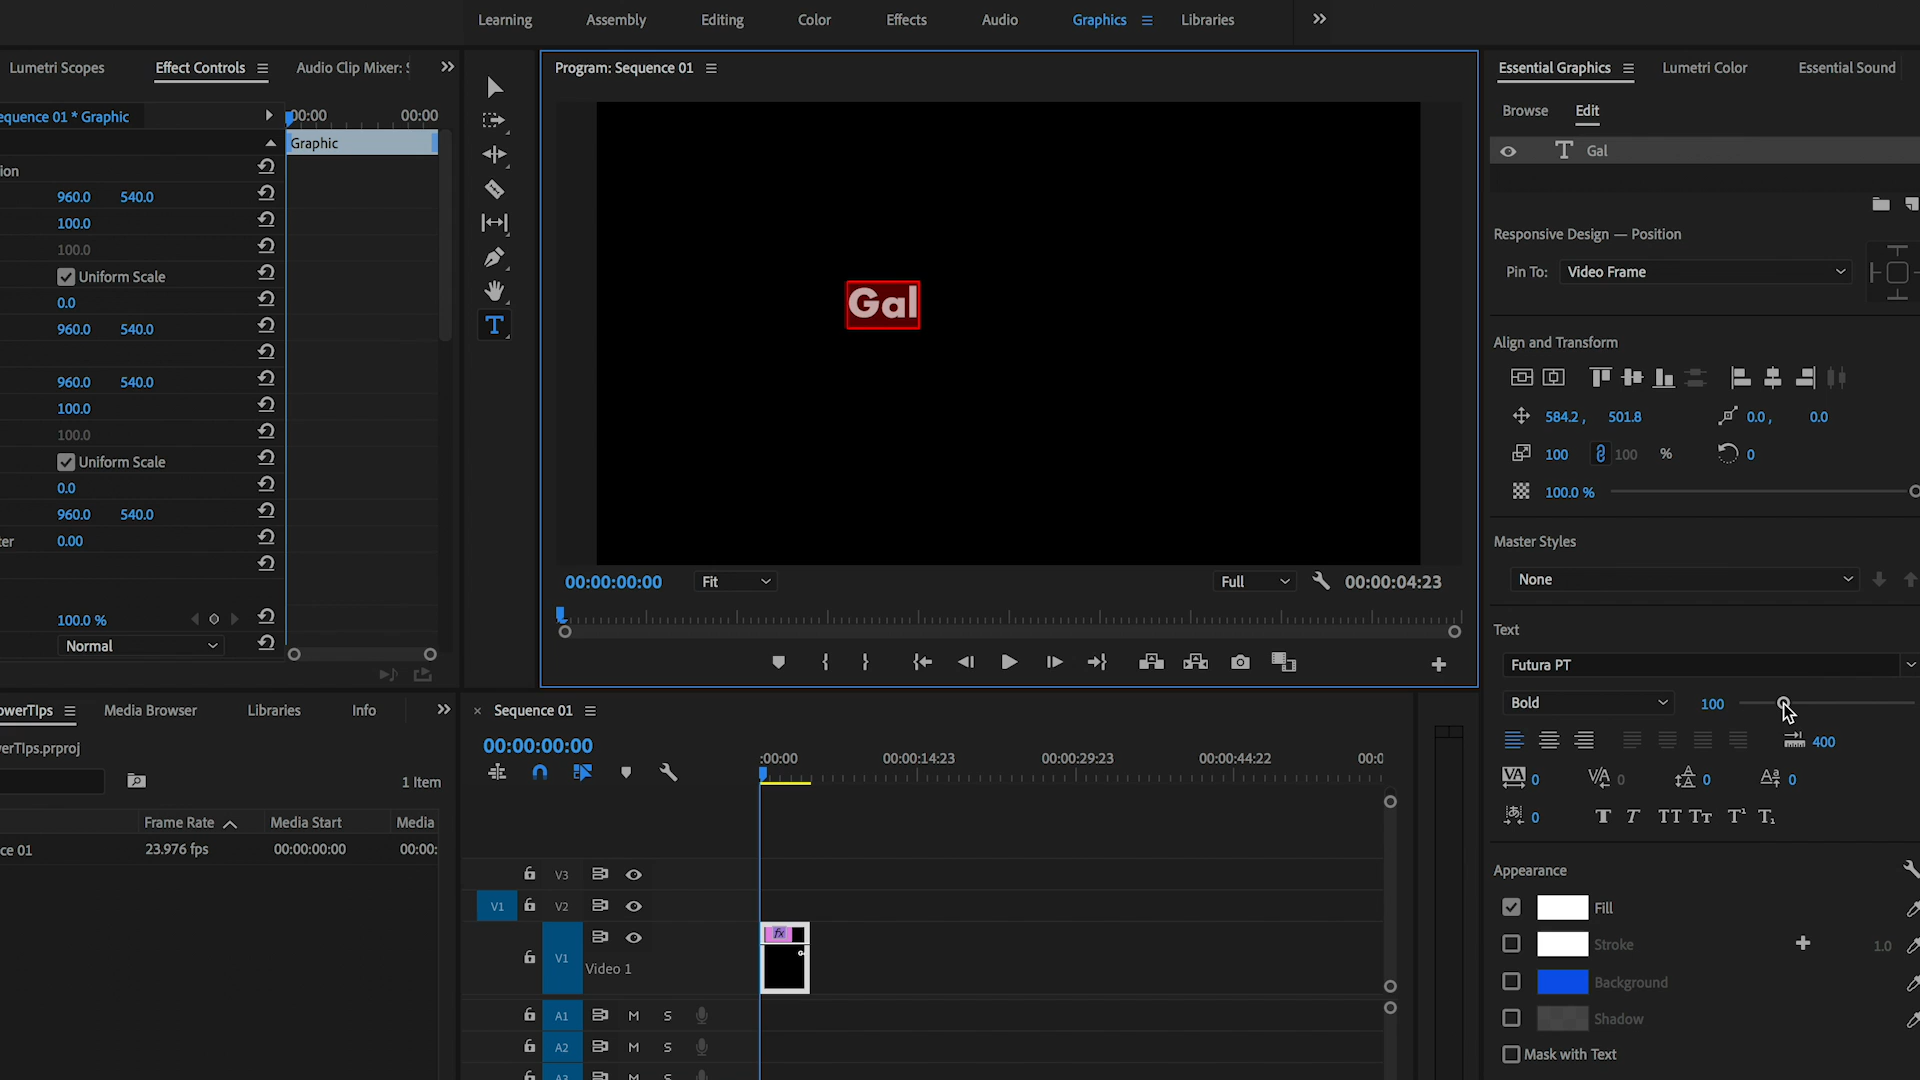 Learning Assembly Editing Color Effects Audio Graphics Libraries
Lumetri Scopes Effect Controls Audio Clip Mixer: S
equence 01 * Graphic
00:00 00:00
Graphic
ion
960.0 540.0
100.0
100.0
Uniform Scale
0.0
960.0 540.0
960.0 540.0
100.0
100.0
Uniform Scale
0.0
960.0 540.0
ter 0.00
100.0 %
Normal
Program: Sequence 01
Gal
00:00:00:00 Fit Full 00:00:04:23
Essential Graphics Lumetri Color Essential Sound
Browse Edit
Gal
Responsive Design — Position
Pin To: Video Frame
Align and Transform
584.2 , 501.8 0.0 , 0.0
100 100 % 0
100.0 %
Master Styles
None
Text
Futura PT
Bold 100
400
VA 0 V/A 0 0 0
0 T T TT Tt T¹ T₁
Appearance
Fill
Stroke 1.0
Background
Shadow
Mask with Text
owerTIps Media Browser Libraries Info
erTIps.prproj
1 Item
Frame Rate Media Start Media
ce 01 23.976 fps 00:00:00:00 00:00:
× Sequence 01
00:00:00:00
:00:00 00:00:14:23 00:00:29:23 00:00:44:22 00:0
V3
V1 V2
fx
V1 Video 1
A1 M S
A2 M S
A3 M S